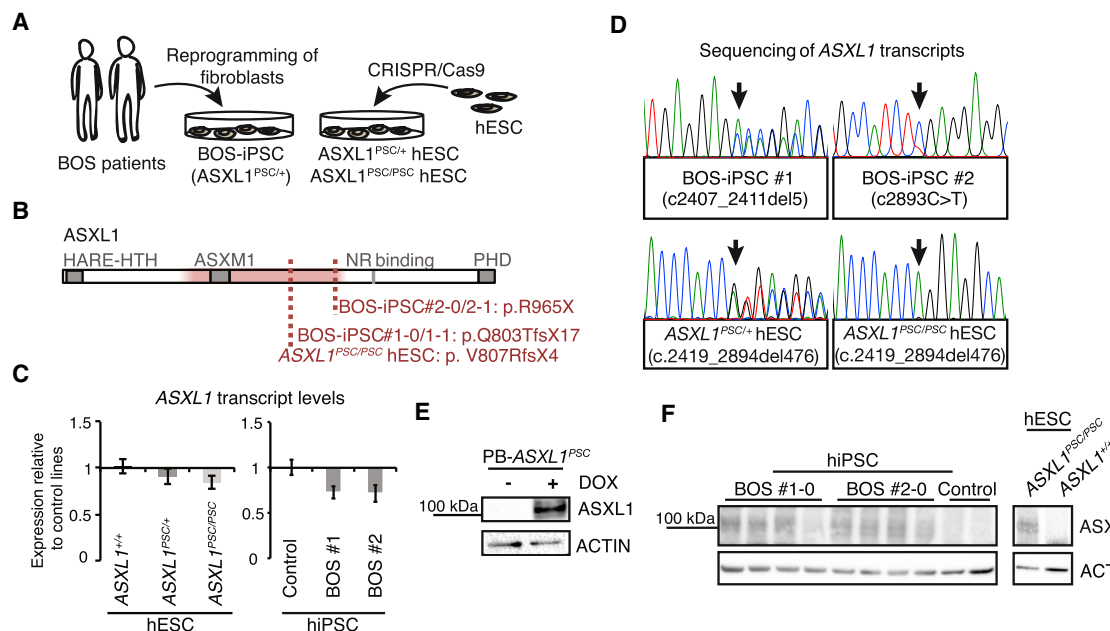 A
Reprogramming of
fibroblasts
CRISPR/Cas9
hESC
BOS patients
BOS-iPSC
(ASXL1PSC/+)
ASXL1PSC/+ hESC
ASXL1PSC/PSC hESC
B
ASXL1
HARE-HTH
ASXM1
NR binding
PHD
BOS-iPSC#2-0/2-1: p.R965X
BOS-iPSC#1-0/1-1: p.Q803TfsX17
ASXL1PSC/PSC hESC: p. V807RfsX4
C
ASXL1 transcript levels
Expression relative
to control lines
1.5
1
0.5
0
ASXL1+/+
ASXL1PSC/+
ASXL1PSC/PSC
hESC
1.5
1
0.5
0
Control
BOS #1
BOS #2
hiPSC
D
Sequencing of ASXL1 transcripts
BOS-iPSC #1
(c2407_2411del5)
BOS-iPSC #2
(c2893C>T)
ASXL1PSC/+ hESC
(c.2419_2894del476)
ASXL1PSC/PSC hESC
(c.2419_2894del476)
E
PB-ASXL1PSC
- + DOX
100 kDa
ASXL1
ACTIN
F
hiPSC
BOS #1-0
BOS #2-0
Control
hESC
ASXL1PSC/PSC
ASXL1+/+
100 kDa
ASX
AC